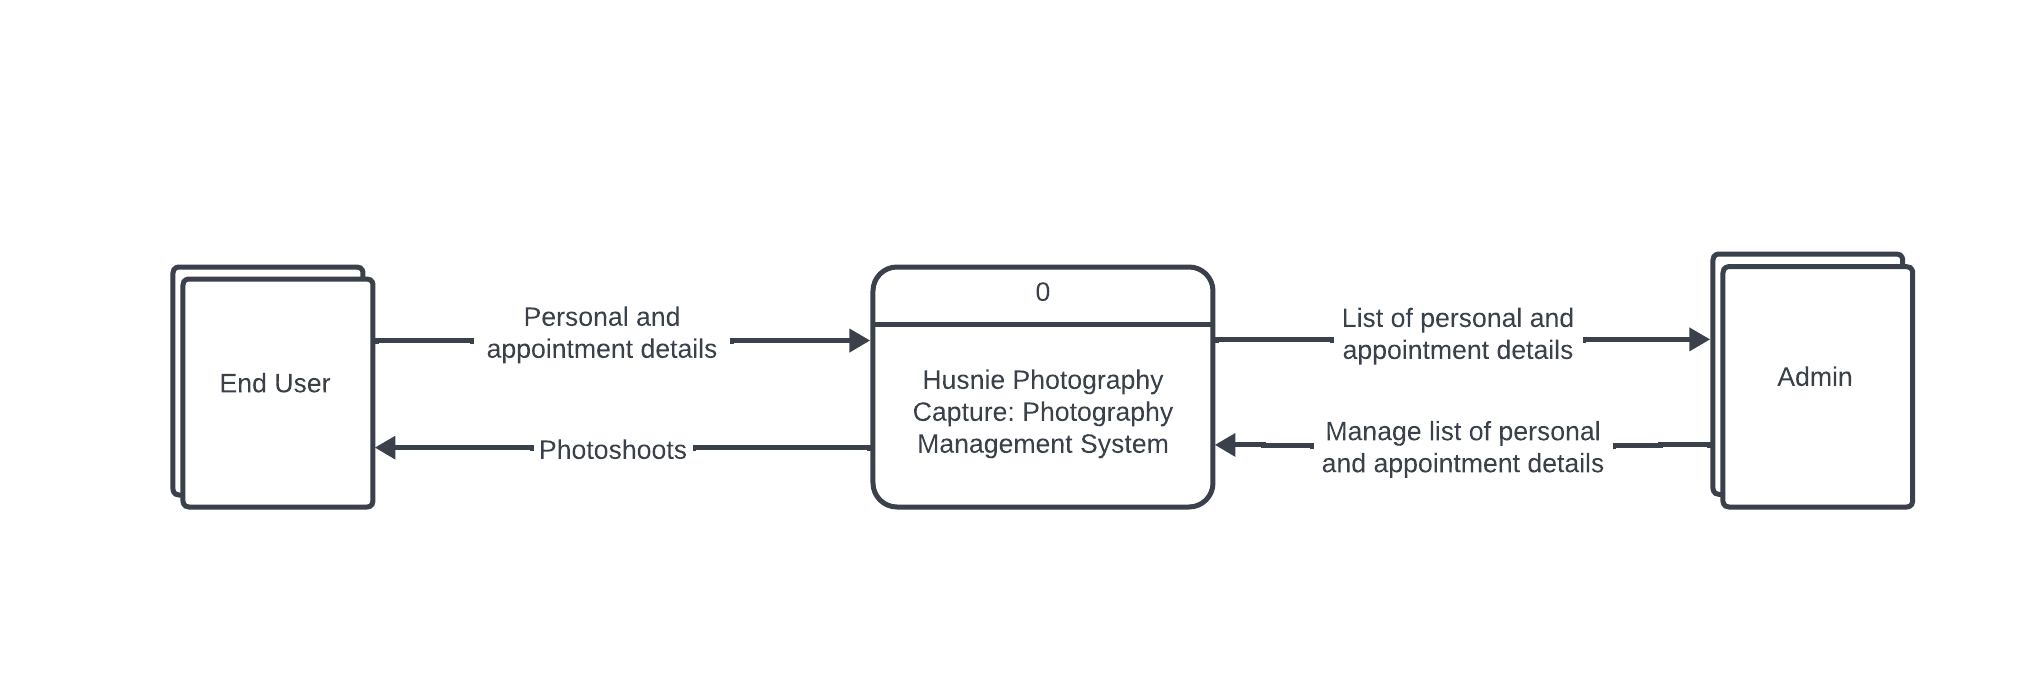 End User
Personal and
appointment details
Photoshoots
0
Husnie Photography
Capture: Photography
Management System
List of personal and
appointment details
Manage list of personal
and appointment details
Admin